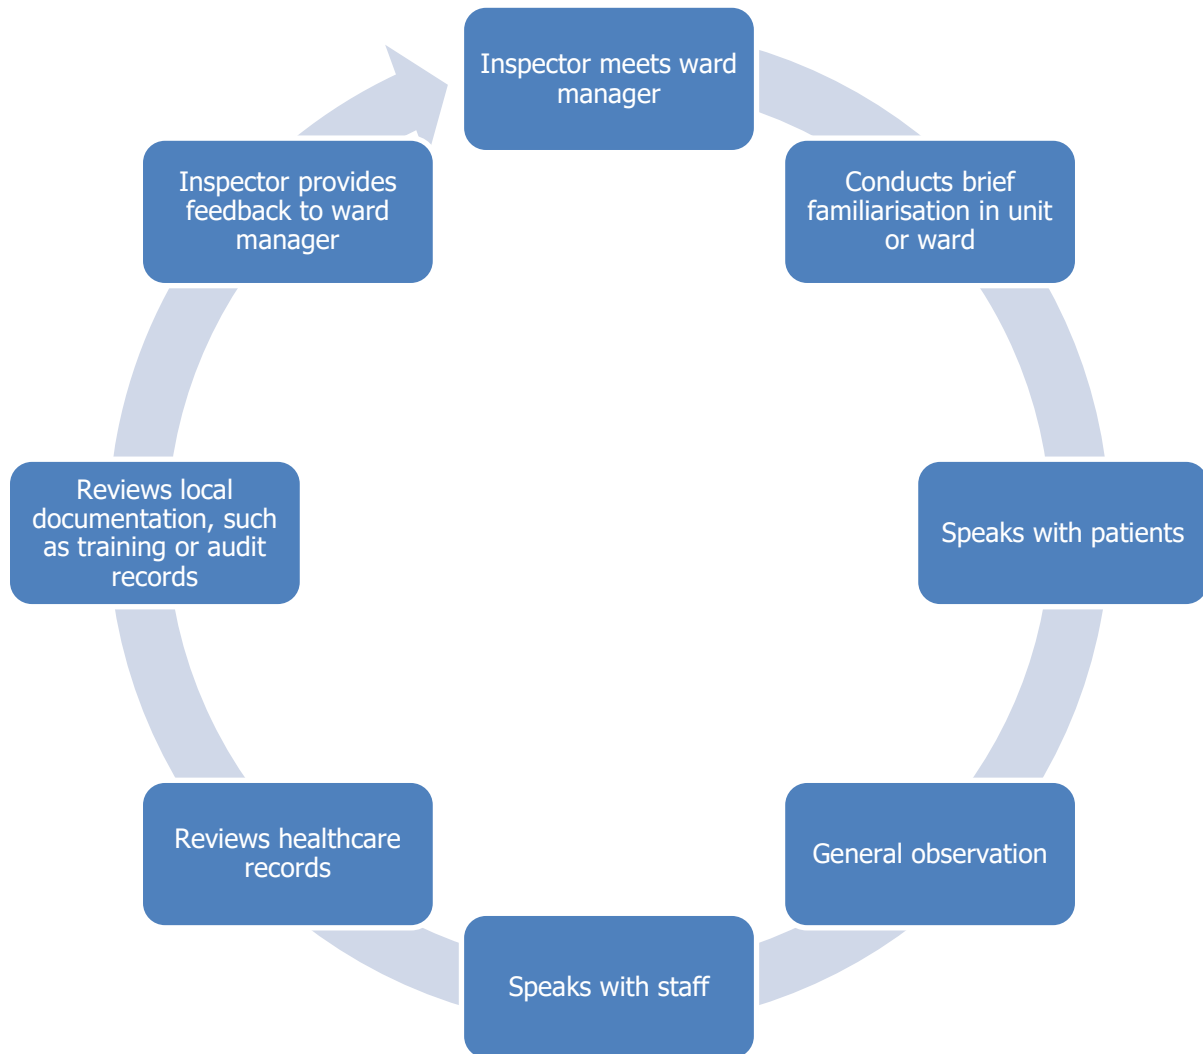 Inspector meets ward
manager
Conducts brief
familiarisation in unit
or ward
Speaks with patients
General observation
Speaks with staff
Reviews healthcare
records
Reviews local
documentation, such
as training or audit
records
Inspector provides
feedback to ward
manager